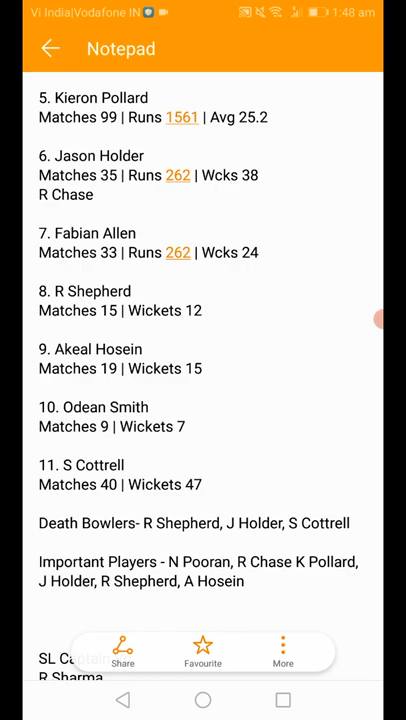 Vi India|Vodafone IN 1:48 am
Notepad
5. Kieron Pollard
Matches 99 | Runs 1561 | Avg 25.2
6. Jason Holder
Matches 35 | Runs 262 | Wcks 38
R Chase
7. Fabian Allen
Matches 33 | Runs 262 | Wcks 24
8. R Shepherd
Matches 15 | Wickets 12
9. Akeal Hosein
Matches 19 | Wickets 15
10. Odean Smith
Matches 9 | Wickets 7
11. S Cottrell
Matches 40 | Wickets 47
Death Bowlers- R Shepherd, J Holder, S Cottrell
Important Players - N Pooran, R Chase K Pollard,
J Holder, R Shepherd, A Hosein
SL Captain
R Sharma
Share Favourite More